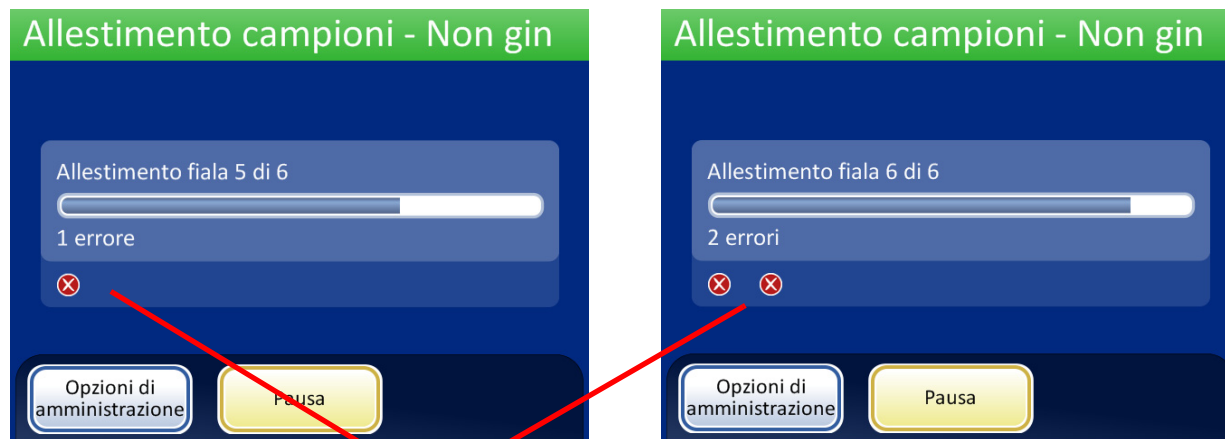 Allestimento campioni - Non gin
Allestimento fiala 5 di 6
1 errore
Opzioni di
amministrazione
Pausa
Allestimento campioni - Non gin
Allestimento fiala 6 di 6
2 errori
Opzioni di
amministrazione
Pausa